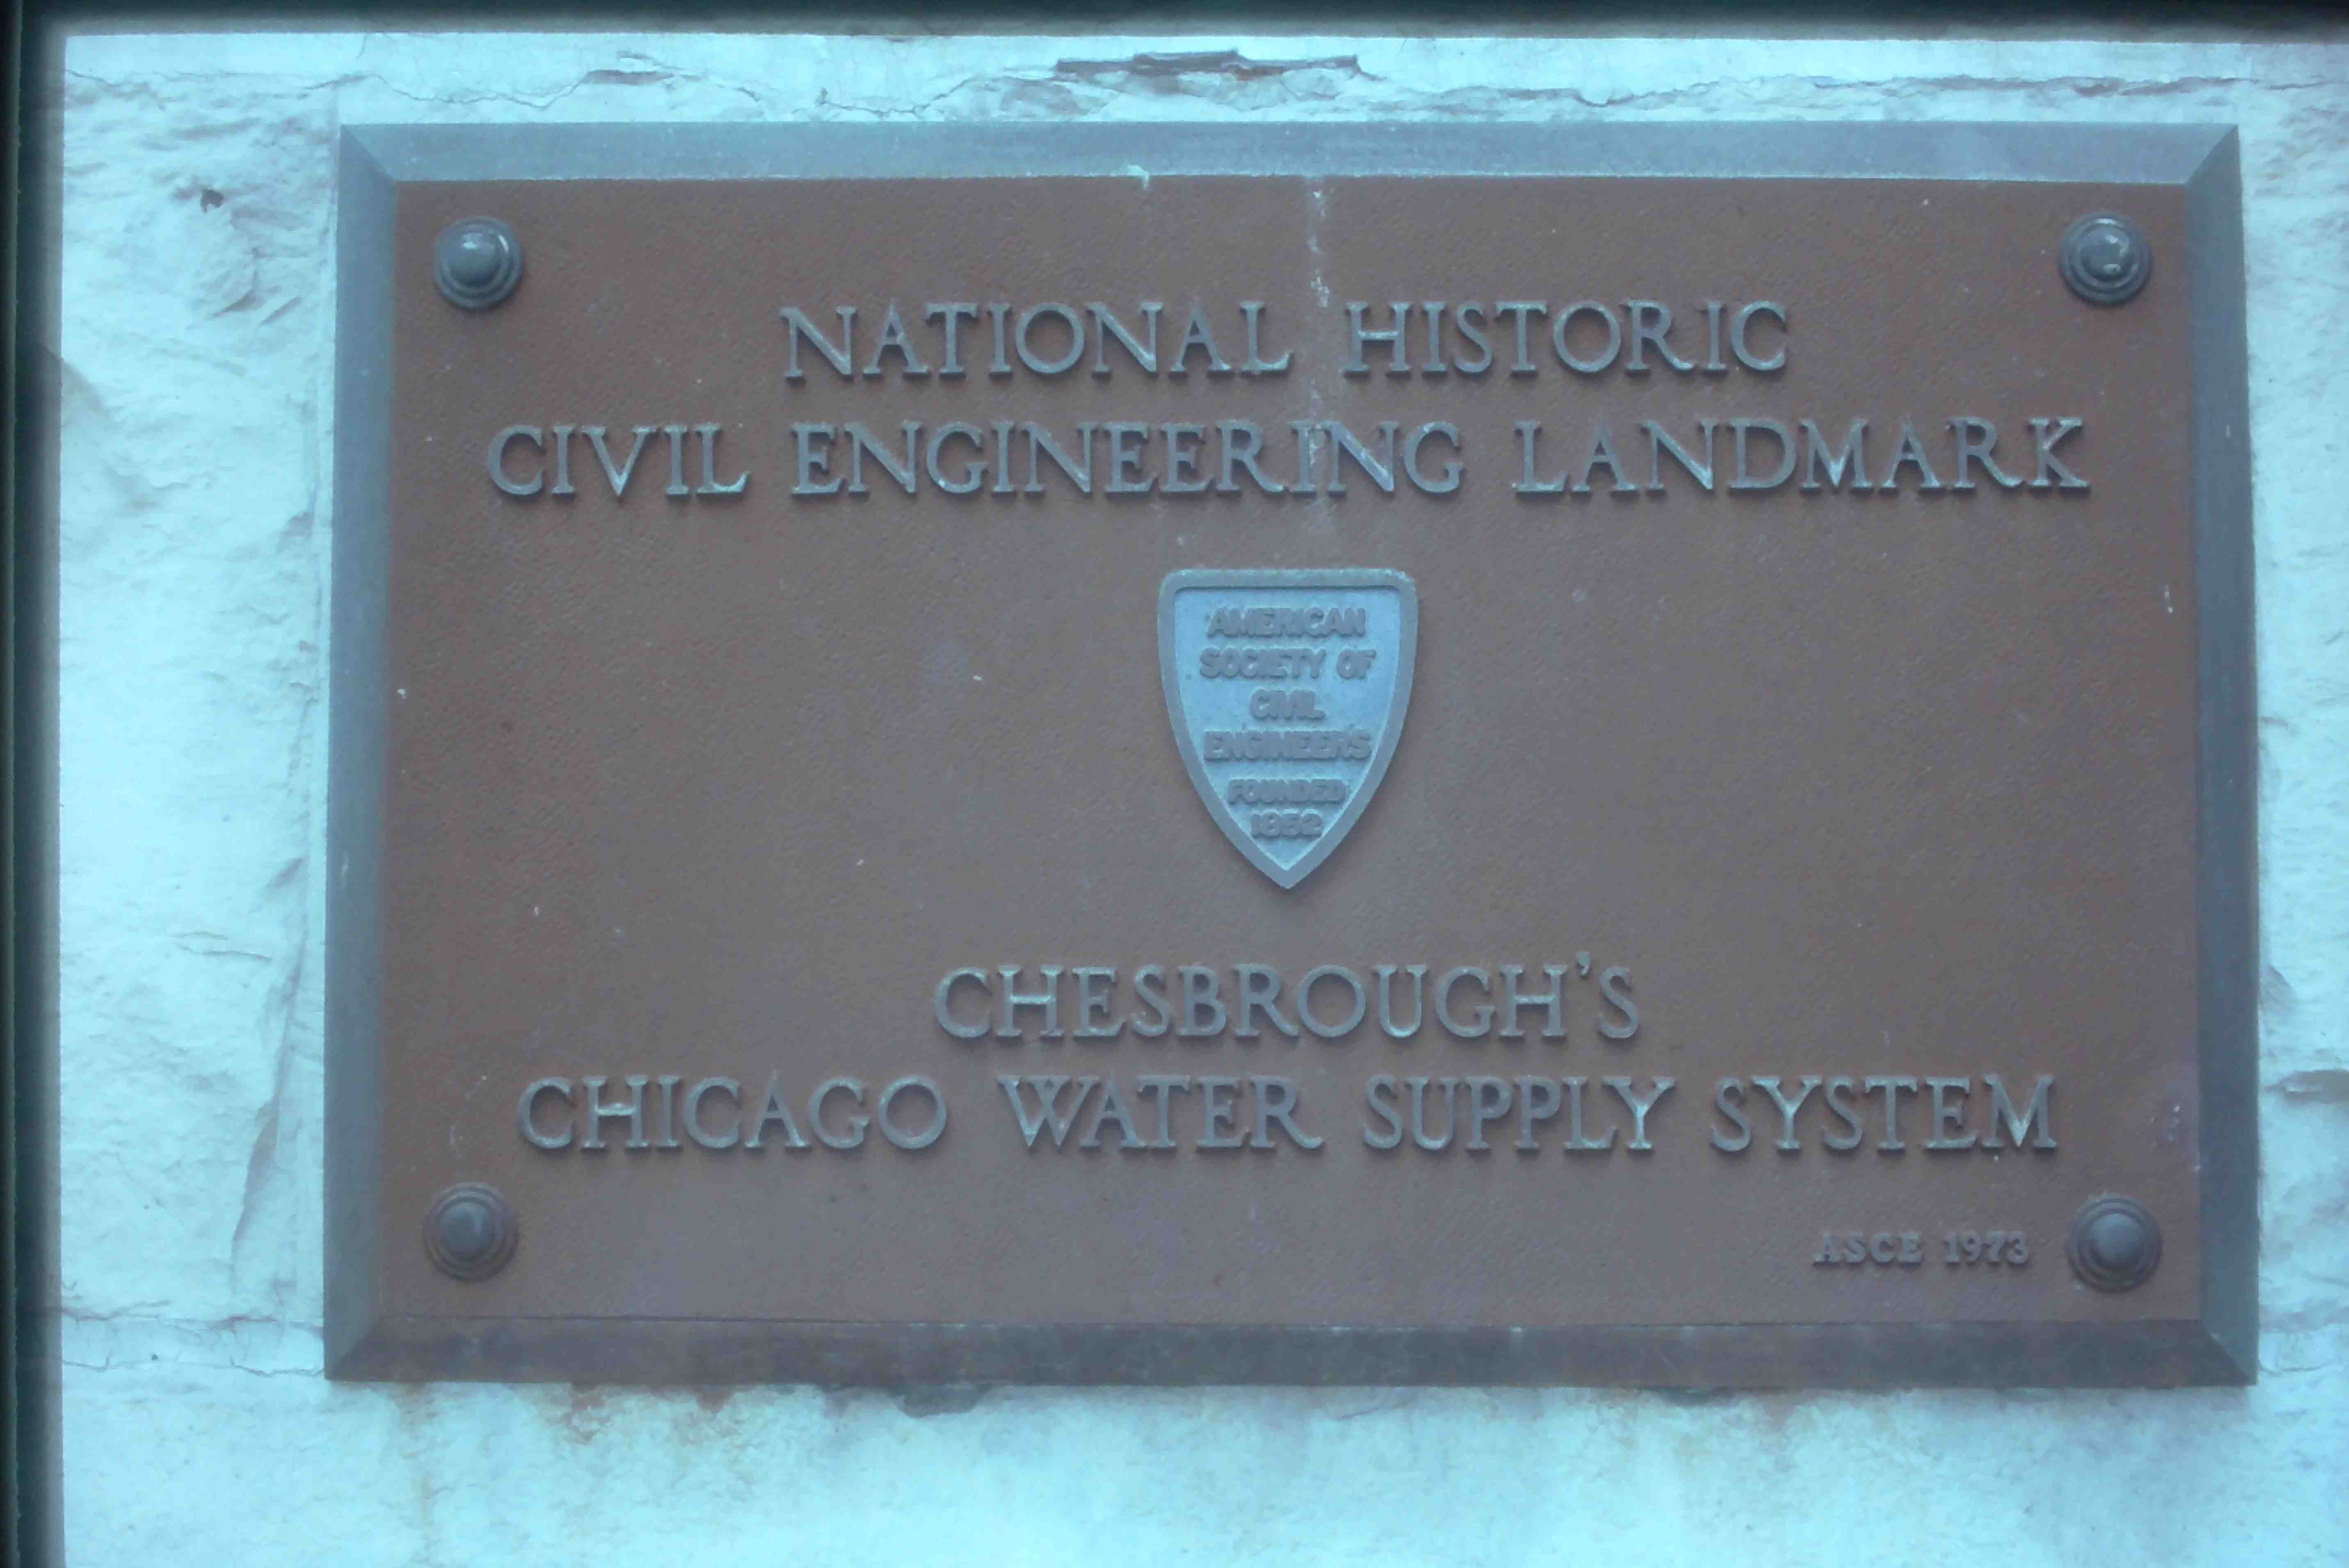 NATIONAL HISTORIC
CIVIL ENGINEERING LANDMARK
AMERICAN
SOCIETY OF
CIVIL
ENGINEERS
FOUNDED
1852
CHESBROUGH'S
CHICAGO WATER SUPPLY SYSTEM
ASCE 1973